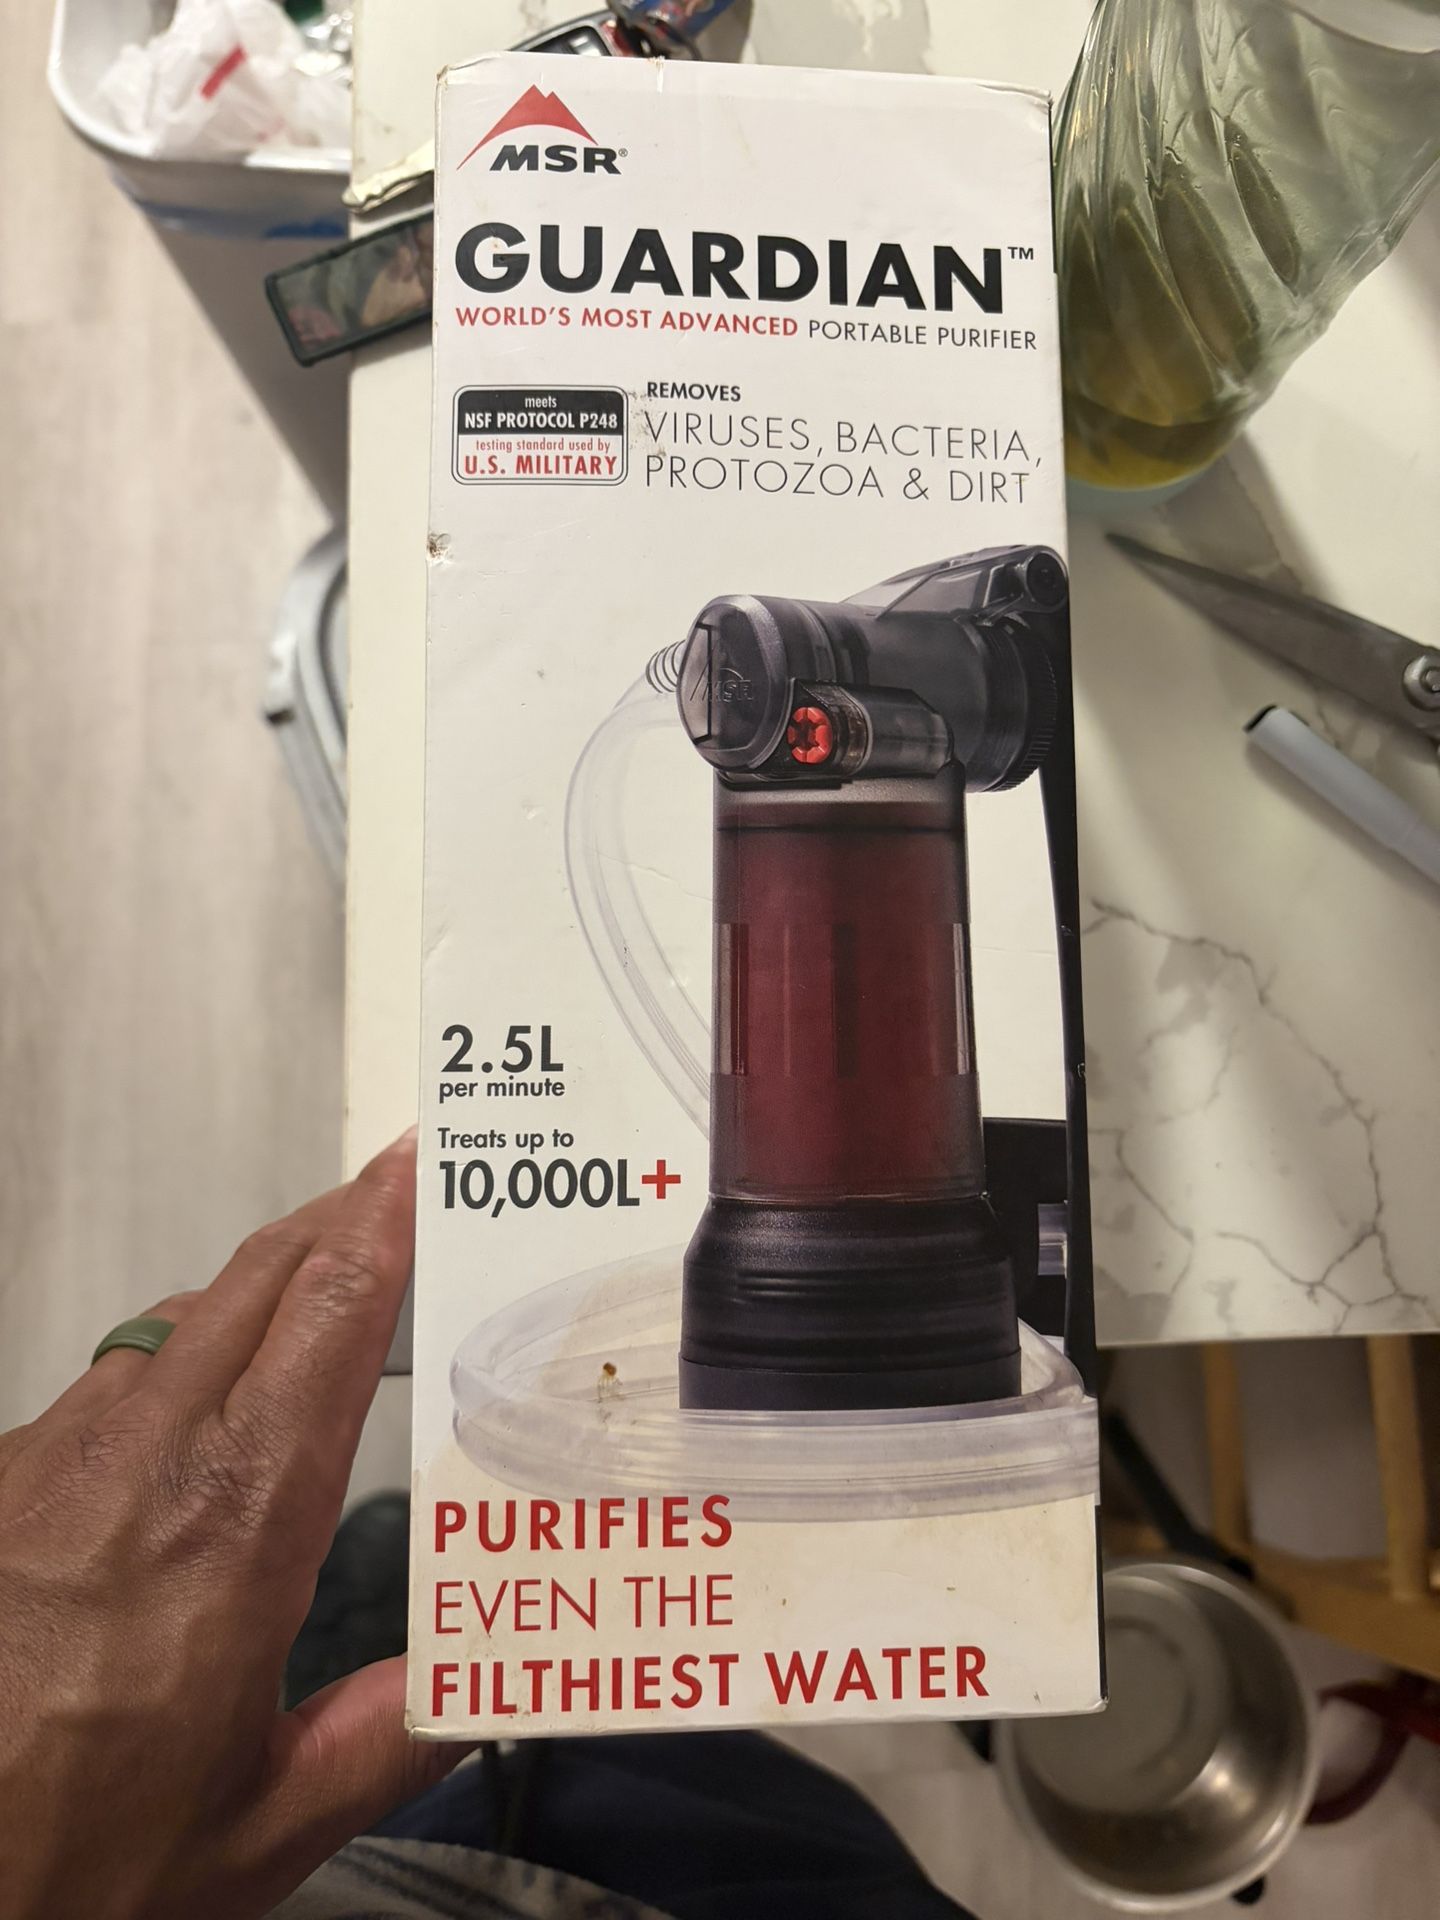 MSR®
GUARDIAN™
WORLD'S MOST ADVANCED PORTABLE PURIFIER
meets
NSF PROTOCOL P248
testing standard used by
U.S. MILITARY
REMOVES
VIRUSES, BACTERIA,
PROTOZOA & DIRT
MSR
2.5L
per minute
Treats up to
10,000L+
PURIFIES
EVEN THE
FILTHIEST WATER